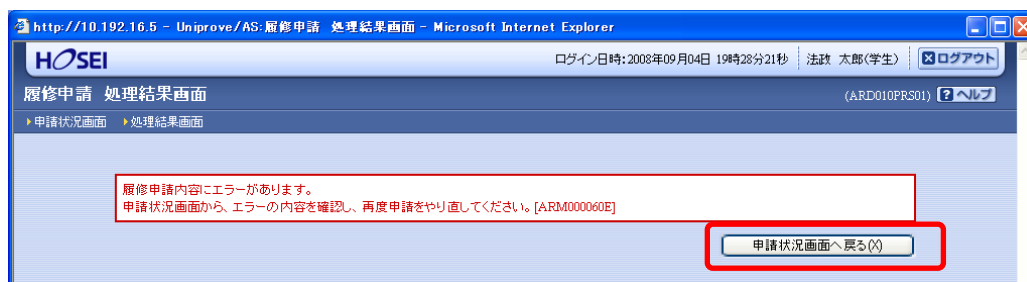 http://10.192.16.5 - Uniprove/AS:履修申請 処理結果画面 - Microsoft Internet Explorer
HOSEI
ログイン日時:2008年09月04日 19時28分21秒 法政 太郎(学生) ログアウト
履修申請 処理結果画面
(ARD010PRS01) ? ヘルプ
申請状況画面 処理結果画面
履修申請内容にエラーがあります。
申請状況画面から、エラーの内容を確認し、再度申請をやり直してください。[ARM000060E]
申請状況画面へ戻る(X)